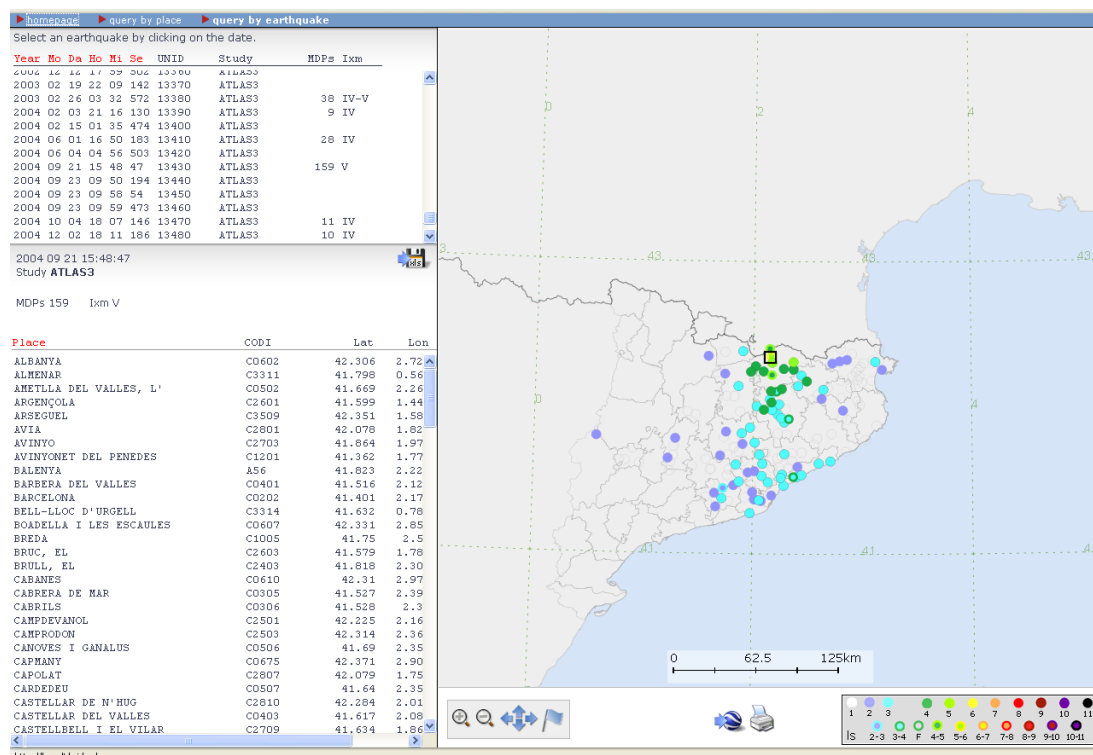 homepage query by place query by earthquake
Select an earthquake by clicking on the date.
Year Mo Da Ho Mi Se UNID Study MDPs Ixm
2002 12 12 17 59 502 13360 ATLAS3
2003 02 19 22 09 142 13370 ATLAS3
2003 02 26 03 32 572 13380 ATLAS3 38 IV-V
2004 02 03 21 16 130 13390 ATLAS3 9 IV
2004 02 15 01 35 474 13400 ATLAS3
2004 06 01 16 50 183 13410 ATLAS3 28 IV
2004 06 04 04 56 503 13420 ATLAS3
2004 09 21 15 48 47 13430 ATLAS3 159 V
2004 09 23 09 50 194 13440 ATLAS3
2004 09 23 09 58 54 13450 ATLAS3
2004 09 23 09 59 473 13460 ATLAS3
2004 10 04 18 07 146 13470 ATLAS3 11 IV
2004 12 02 18 11 186 13480 ATLAS3 10 IV
2004 09 21 15:48:47
Study ATLAS3
xls
MDPs 159 Ixm V
Place CODI Lat Lon
ALBANYA C0602 42.306 2.72
ALMENAR C3311 41.798 0.56
AMETLLA DEL VALLES, L' C0502 41.669 2.26
ARGENÇOLA C2601 41.599 1.44
ARSEGUEL C3509 42.351 1.58
AVIA C2801 42.078 1.82
AVINYO C2703 41.864 1.97
AVINYONET DEL PENEDES C1201 41.362 1.77
BALENYA A56 41.823 2.22
BARBERA DEL VALLES C0401 41.516 2.12
BARCELONA C0202 41.401 2.17
BELL-LLOC D'URGELL C3314 41.632 0.78
BOADELLA I LES ESCAULES C0607 42.331 2.85
BREDA C1005 41.75 2.5
BRUC, EL C2603 41.579 1.78
BRULL, EL C2403 41.818 2.30
CABANES C0610 42.31 2.97
CABRERA DE MAR C0305 41.527 2.39
CABRILS C0306 41.528 2.3
CAMPDEVANOL C2501 42.225 2.16
CAMPRODON C2503 42.314 2.36
CANOVES I GANALUS C0506 41.69 2.35
CAPMANY C0675 42.371 2.90
CAPOLAT C2807 42.079 1.75
CARDEDEU C0507 41.64 2.35
CASTELLAR DE N'HUG C2810 42.284 2.01
CASTELLAR DEL VALLES C0403 41.617 2.08
CASTELLBELL I EL VILAR C2709 41.634 1.86
0 2 4
3 43 43 43
0 4
41 41 4
0 62.5 125km
1 2 3 4 5 6 7 8 9 10 11
Is 2-3 3-4 F 4-5 5-6 6-7 7-8 8-9 9-10 10-11